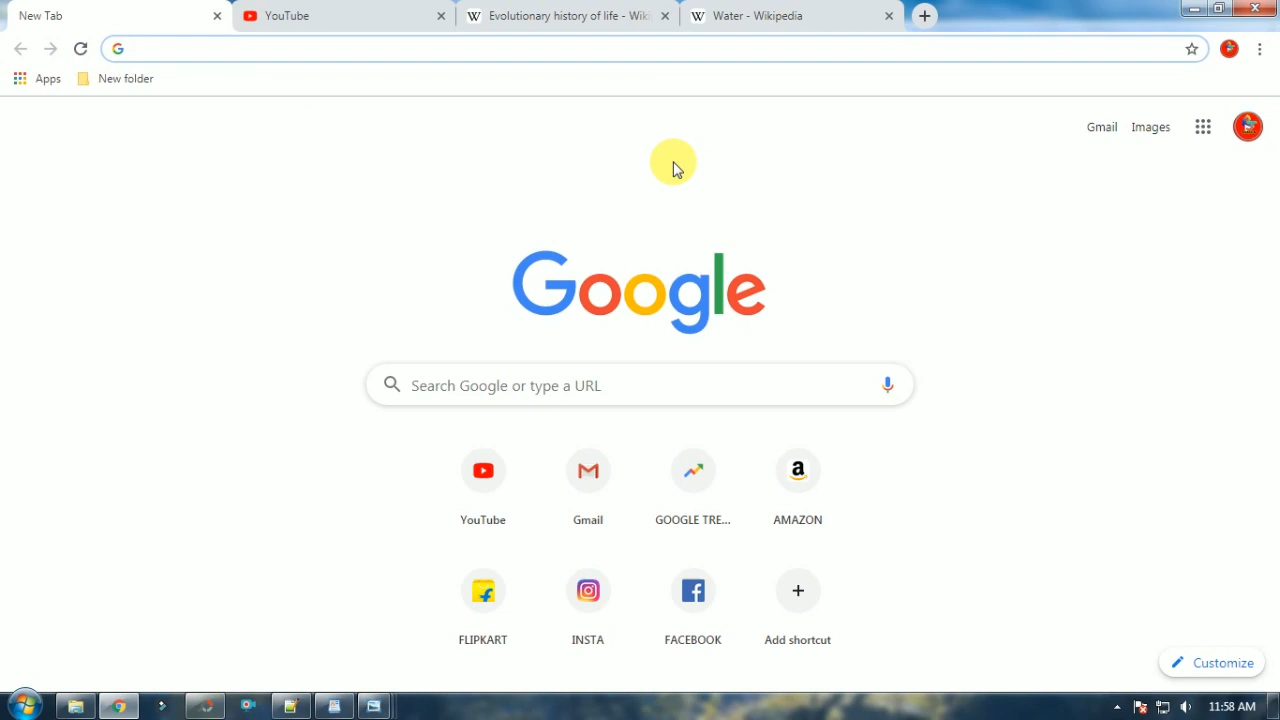 New Tab
YouTube
Evolutionary history of life - Wiki
Water - Wikipedia
Apps
New folder
Gmail
Images
Google
Search Google or type a URL
YouTube
Gmail
GOOGLE TRE...
AMAZON
FLIPKART
INSTA
FACEBOOK
Add shortcut
Customize
11:58 AM